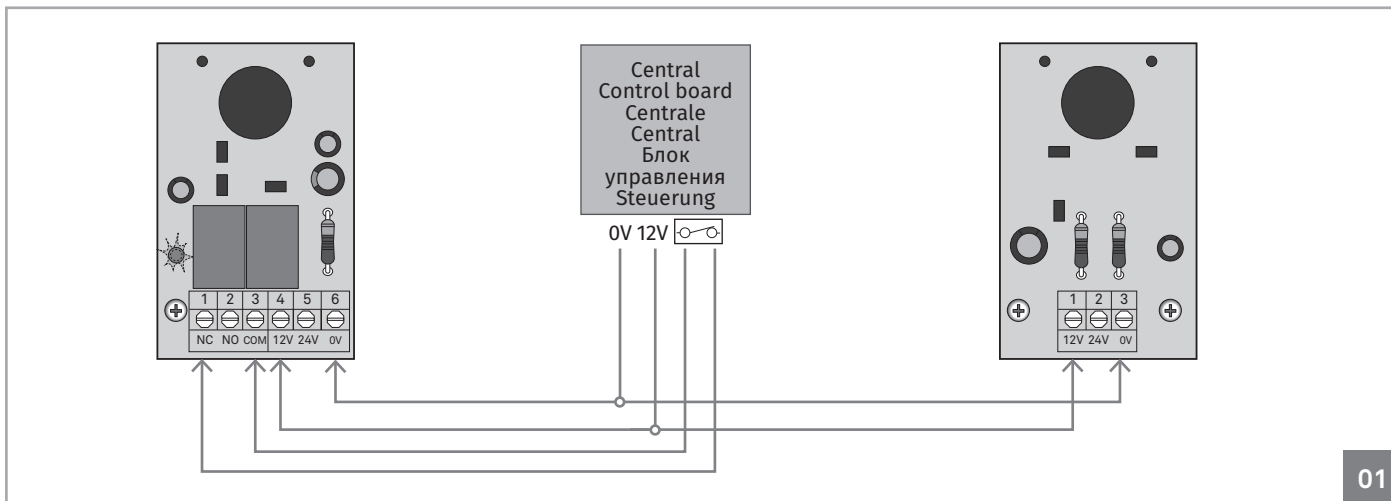 Central
Control board
Centrale
Central
Блок
управления
Steuerung
0V 12V
1 2 3 4 5 6
NC NO COM 12V 24V 0V
1 2 3
12V 24V 0V
01